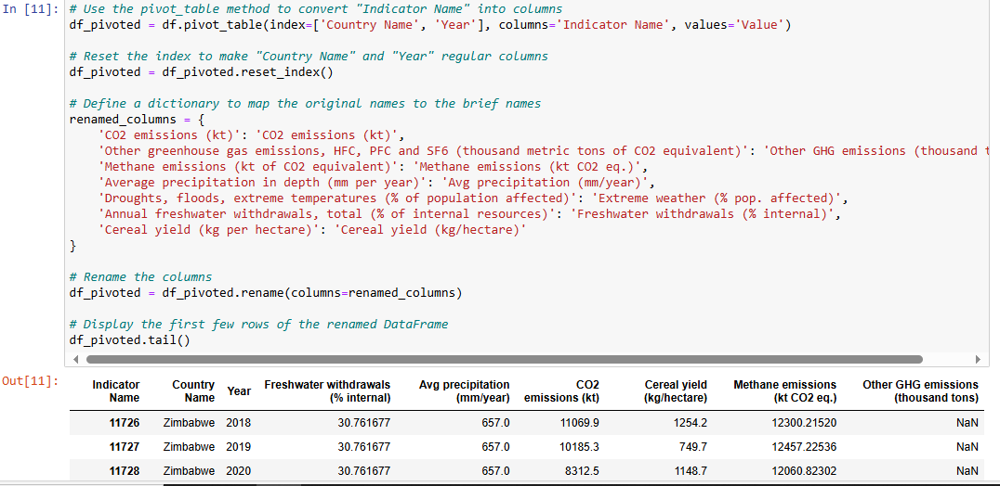 In [11]: # Use the pivot_table method to convert "Indicator Name" into columns
df_pivoted = df.pivot_table(index=['Country Name', 'Year'], columns='Indicator Name', values='Value')
# Reset the index to make "Country Name" and "Year" regular columns
df_pivoted = df_pivoted.reset_index()
# Define a dictionary to map the original names to the brief names
renamed_columns = {
'CO2 emissions (kt)': 'CO2 emissions (kt)',
'Other greenhouse gas emissions, HFC, PFC and SF6 (thousand metric tons of CO2 equivalent)': 'Other GHG emissions (thousand t
'Methane emissions (kt of CO2 equivalent)': 'Methane emissions (kt CO2 eq.)',
'Average precipitation in depth (mm per year)': 'Avg precipitation (mm/year)',
'Droughts, floods, extreme temperatures (% of population affected)': 'Extreme weather (% pop. affected)',
'Annual freshwater withdrawals, total (% of internal resources)': 'Freshwater withdrawals (% internal)',
'Cereal yield (kg per hectare)': 'Cereal yield (kg/hectare)'
}
# Rename the columns
df_pivoted = df_pivoted.rename(columns=renamed_columns)
# Display the first few rows of the renamed DataFrame
df_pivoted.tail()
Out[11]:
Indicator Country Year Freshwater withdrawals Avg precipitation CO2 Cereal yield Methane emissions Other GHG emissions
Name Name (% internal) (mm/year) emissions (kt) (kg/hectare) (kt CO2 eq.) (thousand tons)
11726 Zimbabwe 2018 30.761677 657.0 11069.9 1254.2 12300.21520 NaN
11727 Zimbabwe 2019 30.761677 657.0 10185.3 749.7 12457.22536 NaN
11728 Zimbabwe 2020 30.761677 657.0 8312.5 1148.7 12060.82302 NaN